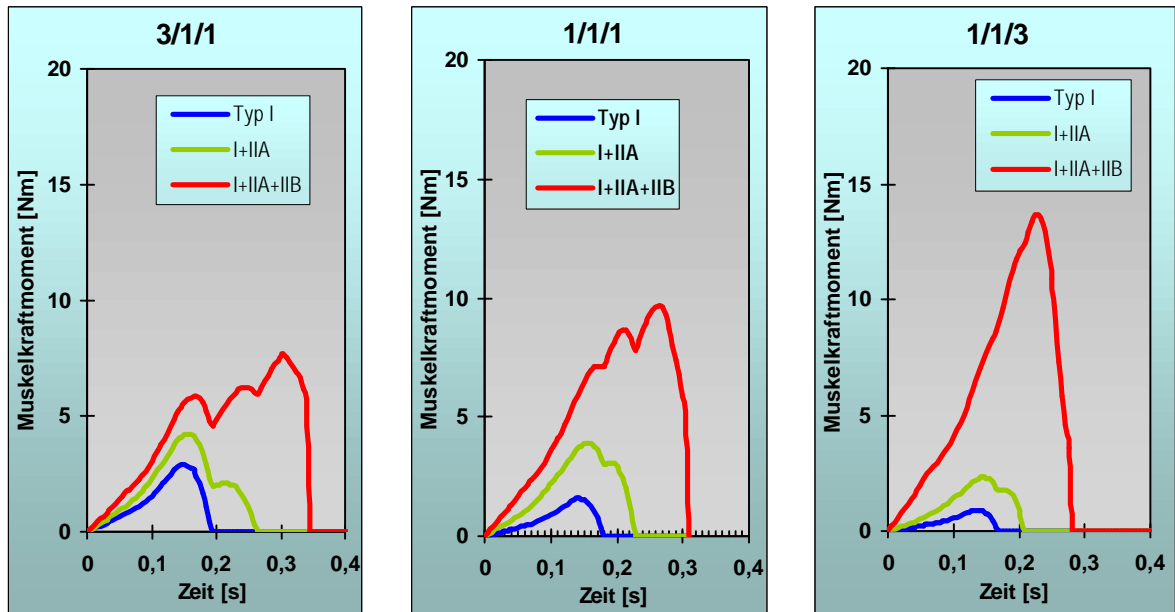 3/1/1
20
15
10
5
0
Muskelkraftmoment [Nm]
Typ I
I+IIA
I+IIA+IIB
0 0,1 0,2 0,3 0,4
Zeit [s]
1/1/1
20
15
10
5
0
Muskelkraftmoment [Nm]
Typ I
I+IIA
I+IIA+IIB
0 0,1 0,2 0,3 0,4
Zeit [s]
1/1/3
20
15
10
5
0
Muskelkraftmoment [Nm]
Typ I
I+IIA
I+IIA+IIB
0 0,1 0,2 0,3 0,4
Zeit [s]